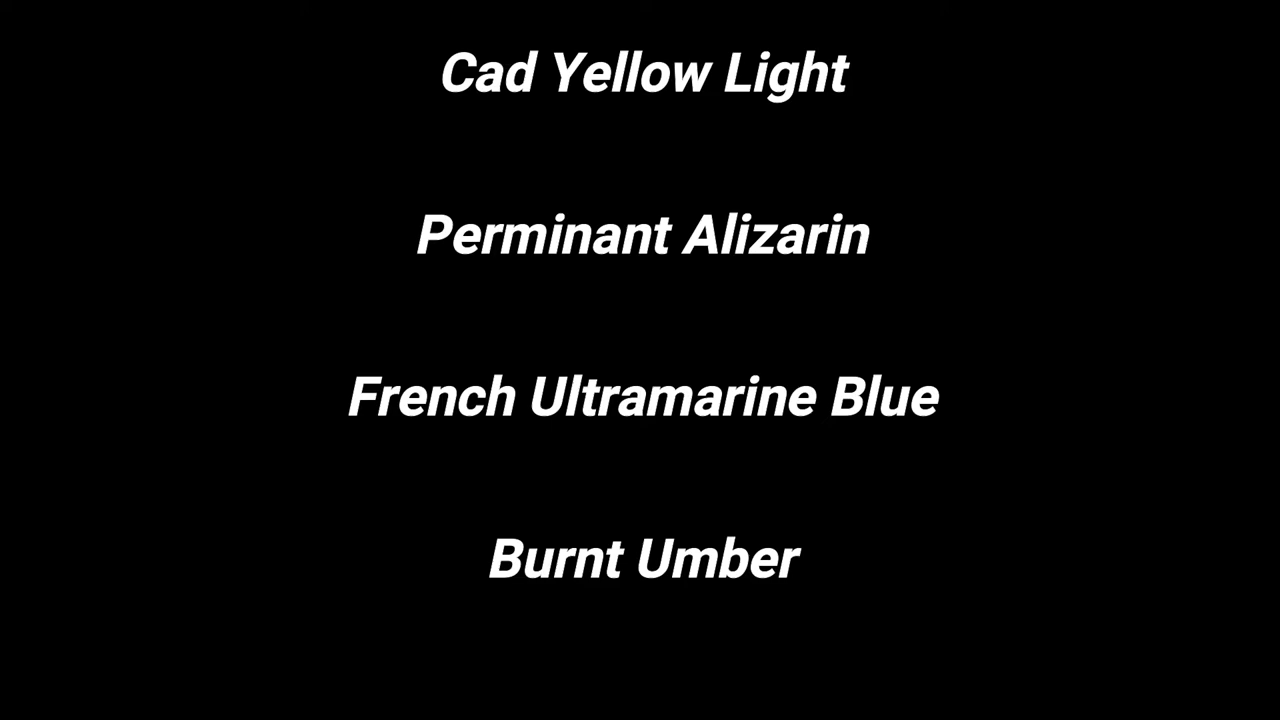 Cad Yellow Light
Perminant Alizarin
French Ultramarine Blue
Burnt Umber